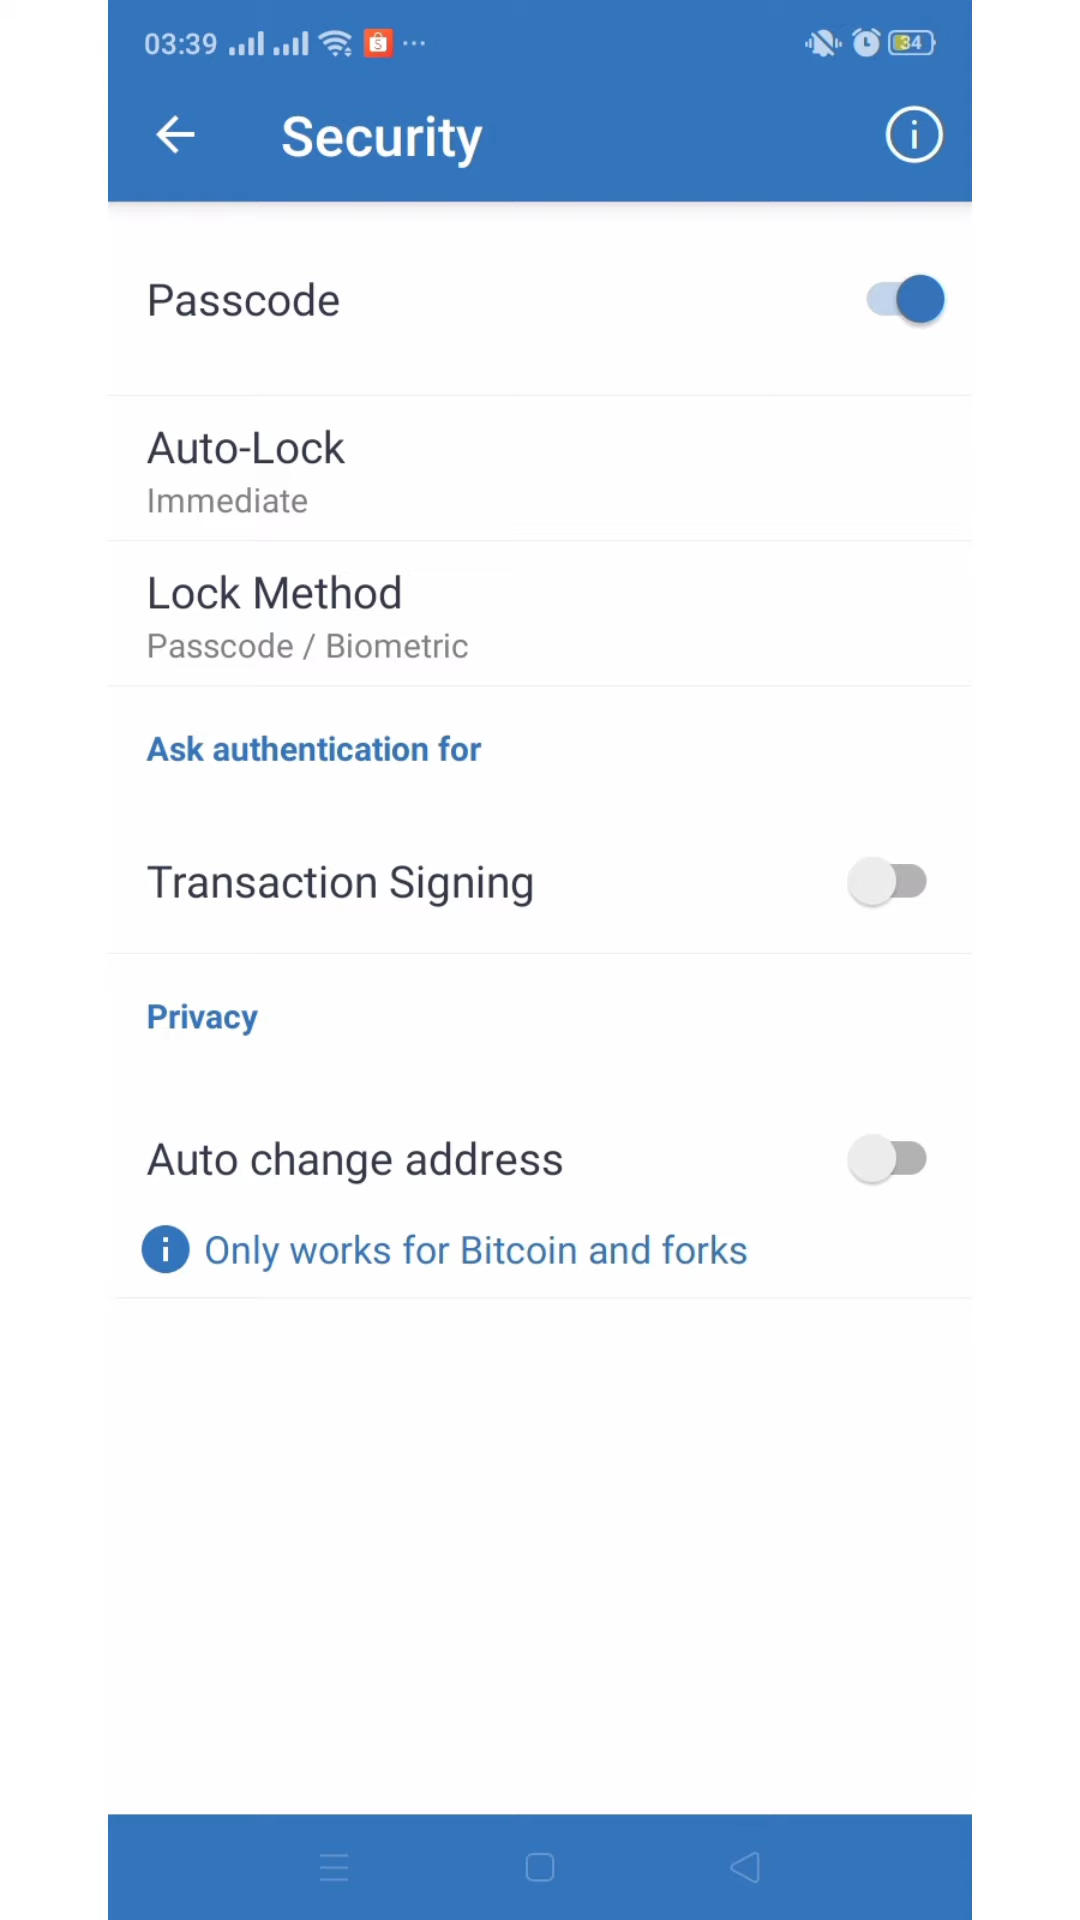 03:39
34
Security
Passcode
Auto-Lock
Immediate
Lock Method
Passcode / Biometric
Ask authentication for
Transaction Signing
Privacy
Auto change address
Only works for Bitcoin and forks